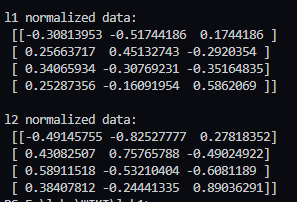 l1 normalized data:
[[-0.30813953 -0.51744186  0.1744186 ]
[ 0.25663717  0.45132743 -0.2920354 ]
[ 0.34065934 -0.30769231 -0.35164835]
[ 0.25287356 -0.16091954  0.5862069 ]]
l2 normalized data:
[[-0.49145755 -0.82527777  0.27818352]
[ 0.43082507  0.75765788 -0.49024922]
[ 0.58911518 -0.53210404 -0.6081189 ]
[ 0.38407812 -0.24441335  0.89036291]]